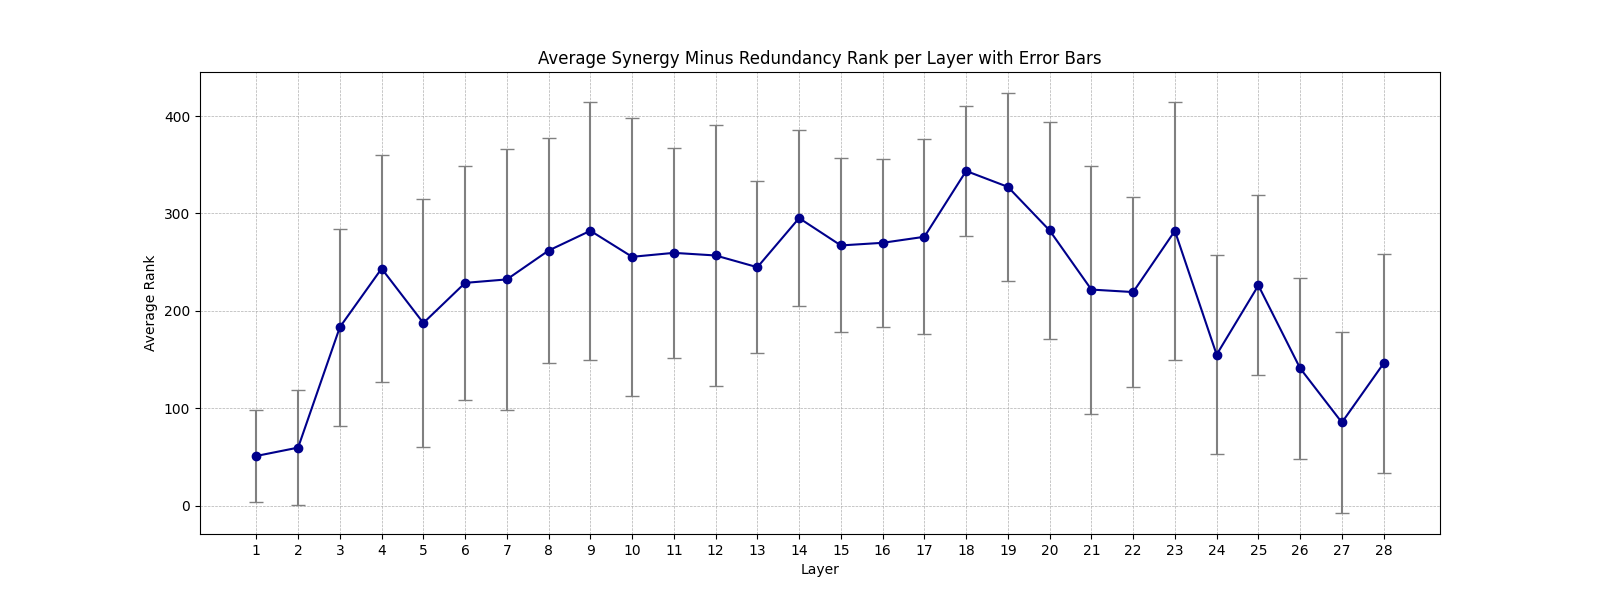 Average Synergy Minus Redundancy Rank per Layer with Error Bars
400
300
200
100
0
Average Rank
1 2 3 4 5 6 7 8 9 10 11 12 13 14 15 16 17 18 19 20 21 22 23 24 25 26 27 28
Layer